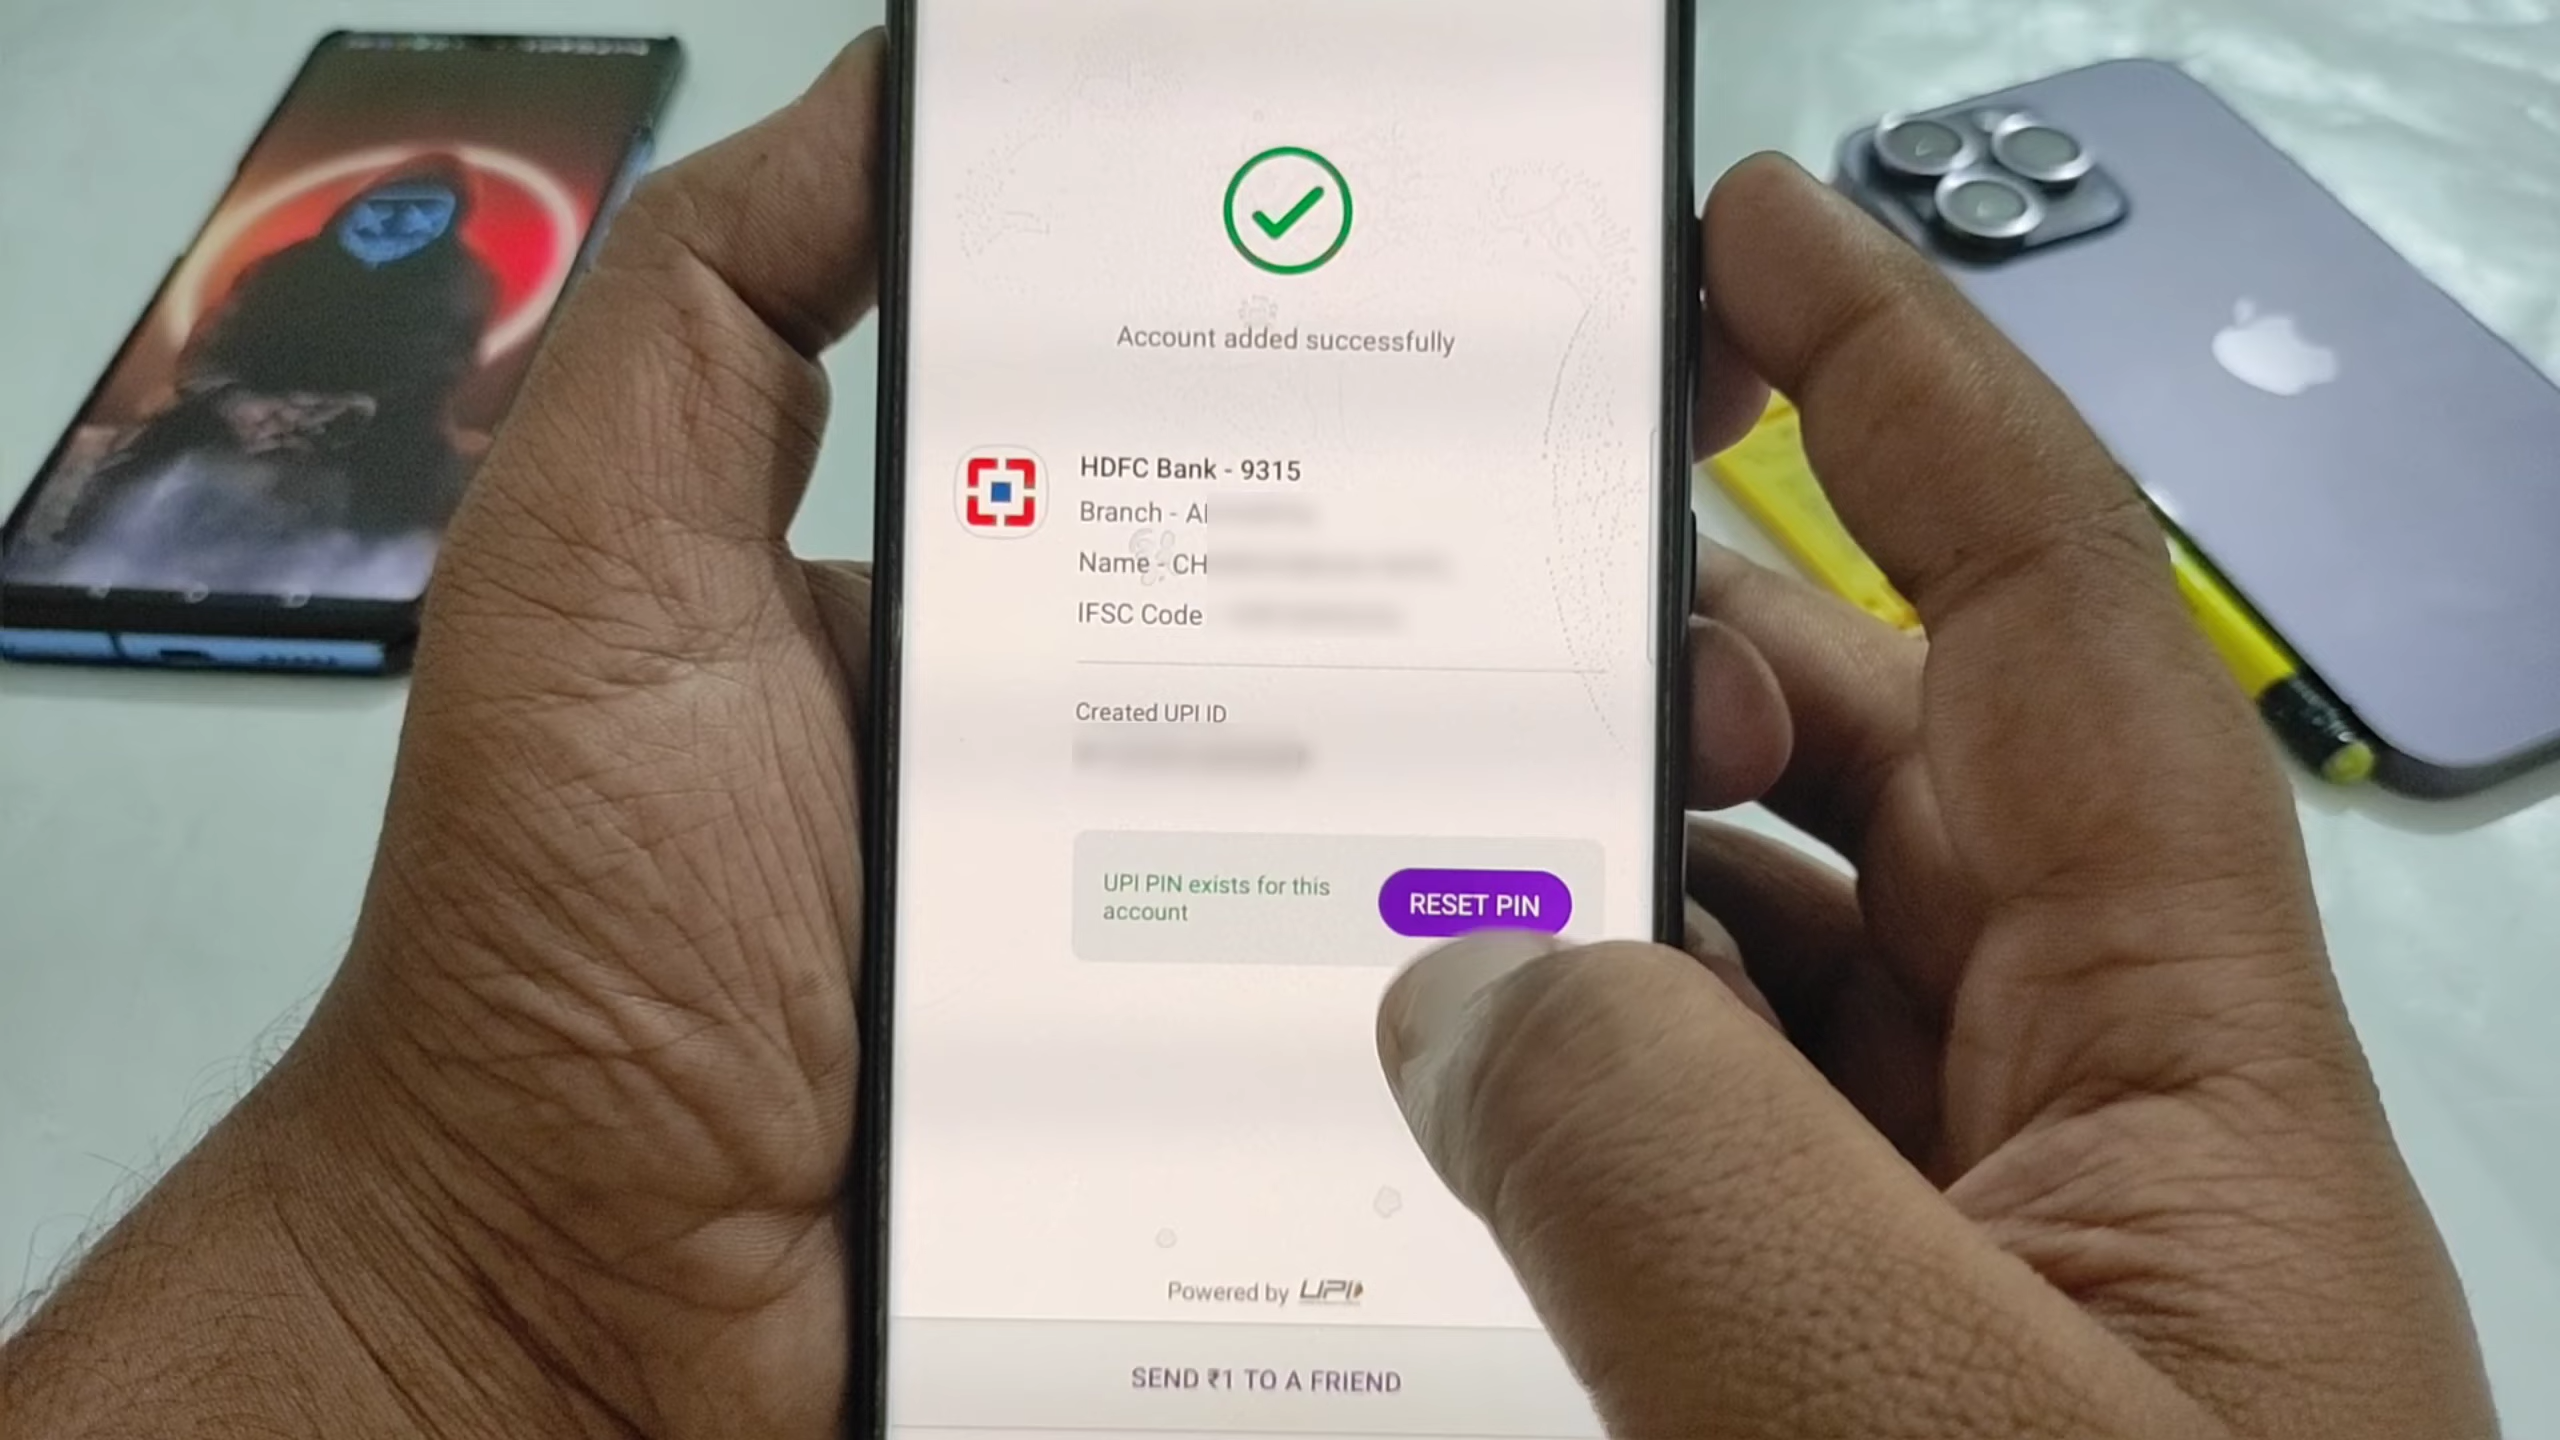 Account added successfully
HDFC Bank - 9315
Branch - Al
Name - CH
IFSC Code
Created UPI ID
UPI PIN exists for this
account
RESET PIN
Powered by UPI
SEND ₹1 TO A FRIEND